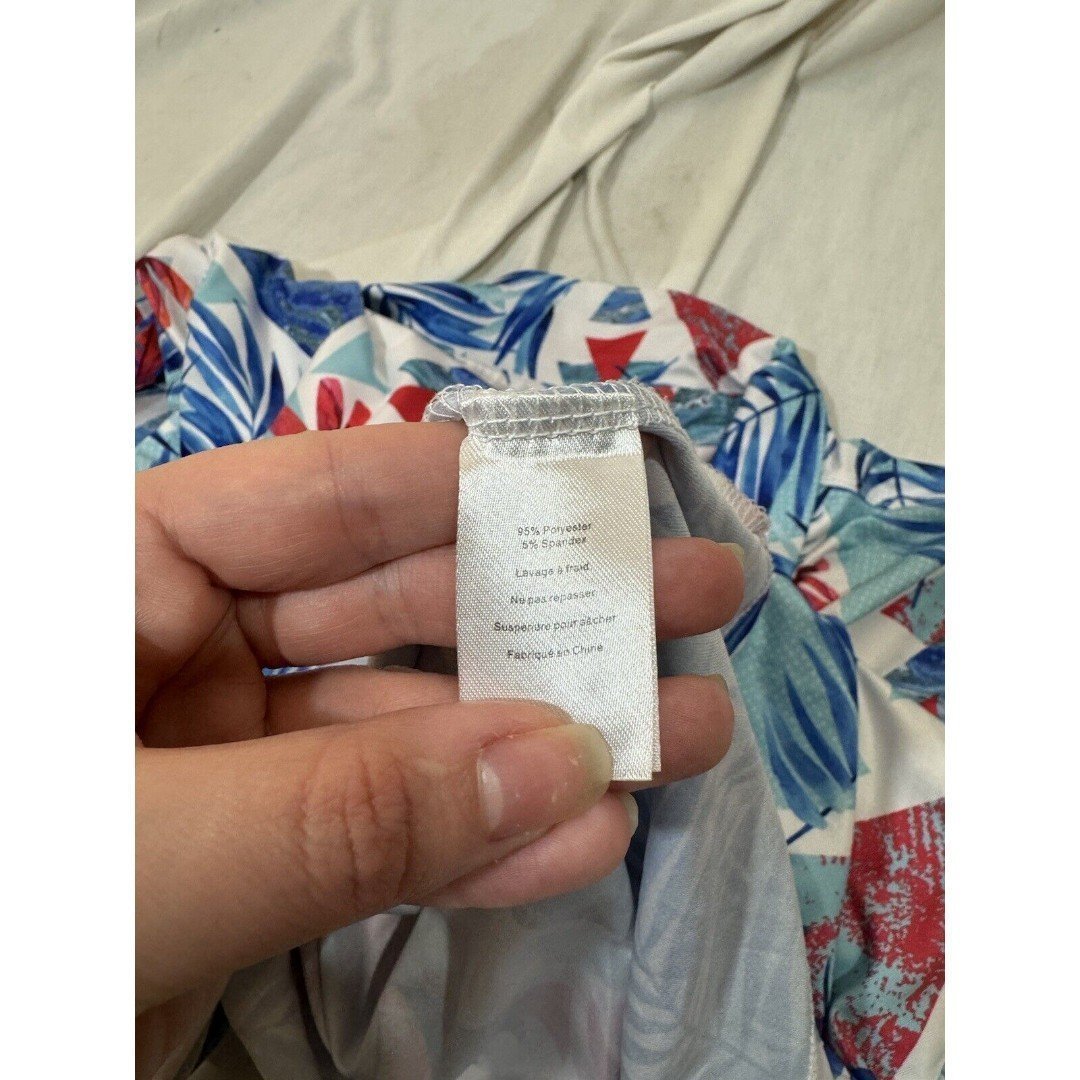 95% Polyester
5% Spandex
Lavage à froid
Ne pas repasser
Suspendre pour sécher
Fabriqué en Chine